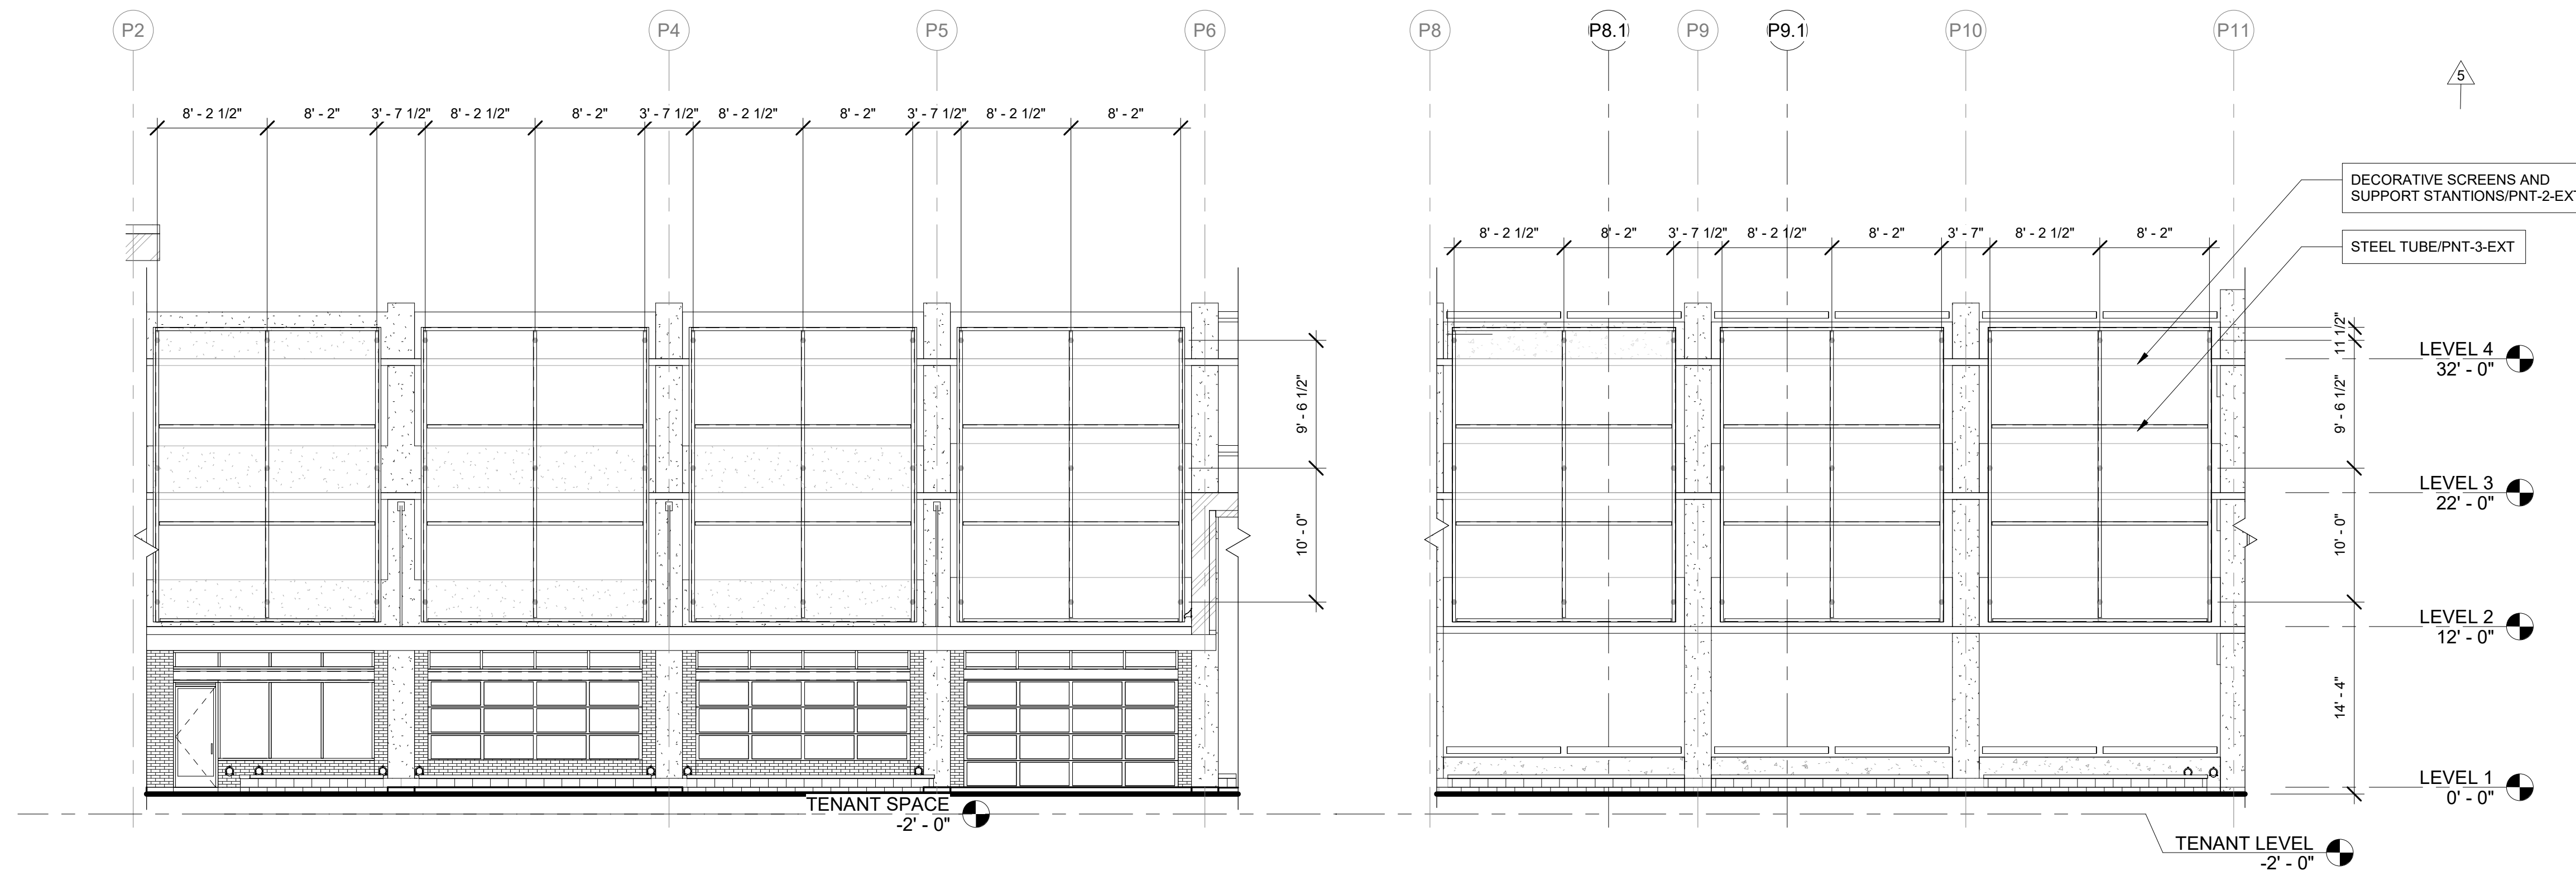 P2
P4
P5
P6
P8
P8.1
P9
P9.1
P10
P11
5
8' - 2 1/2"
8' - 2"
3' - 7 1/2"
8' - 2 1/2"
8' - 2"
3' - 7 1/2"
8' - 2 1/2"
8' - 2"
3' - 7 1/2"
8' - 2 1/2"
8' - 2"
DECORATIVE SCREENS AND
SUPPORT STANTIONS/PNT-2-EXT
8' - 2 1/2"
8' - 2"
3' - 7 1/2"
8' - 2 1/2"
8' - 2"
3' - 7"
8' - 2 1/2"
8' - 2"
STEEL TUBE/PNT-3-EXT
11 1/2"
LEVEL 4
32' - 0"
9' - 6 1/2"
9' - 6 1/2"
LEVEL 3
22' - 0"
10' - 0"
10' - 0"
LEVEL 2
12' - 0"
14' - 4"
LEVEL 1
0' - 0"
TENANT SPACE
-2' - 0"
TENANT LEVEL
-2' - 0"